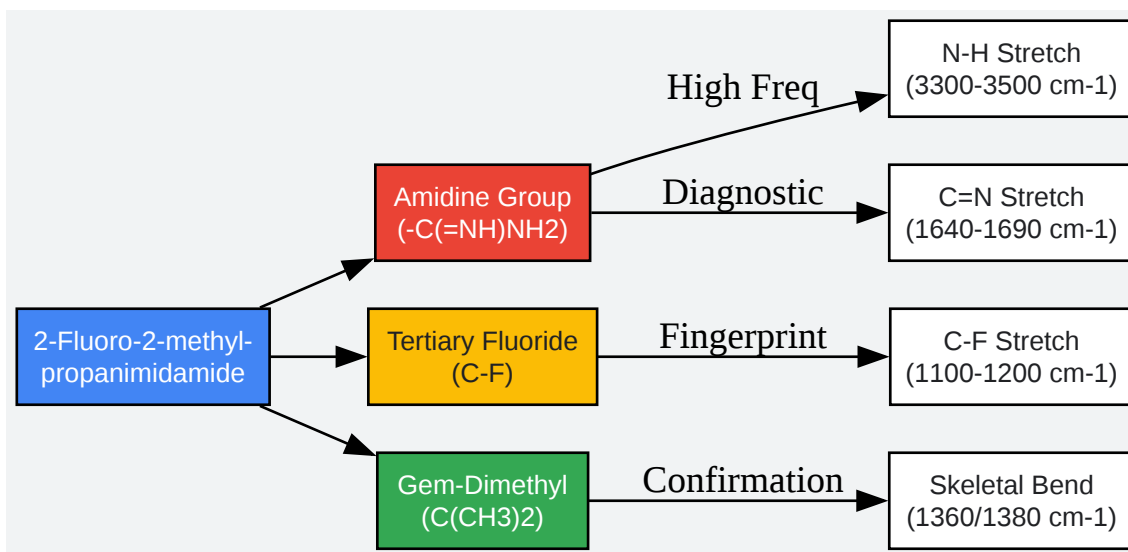 N-H Stretch
(3300-3500 cm-1)
High Freq
Amidine Group
(-C(=NH)NH2)
Diagnostic
C=N Stretch
(1640-1690 cm-1)
2-Fluoro-2-methyl-
propanimidamide
Tertiary Fluoride
(C-F)
Fingerprint
C-F Stretch
(1100-1200 cm-1)
Gem-Dimethyl
(C(CH3)2)
Confirmation
Skeletal Bend
(1360/1380 cm-1)